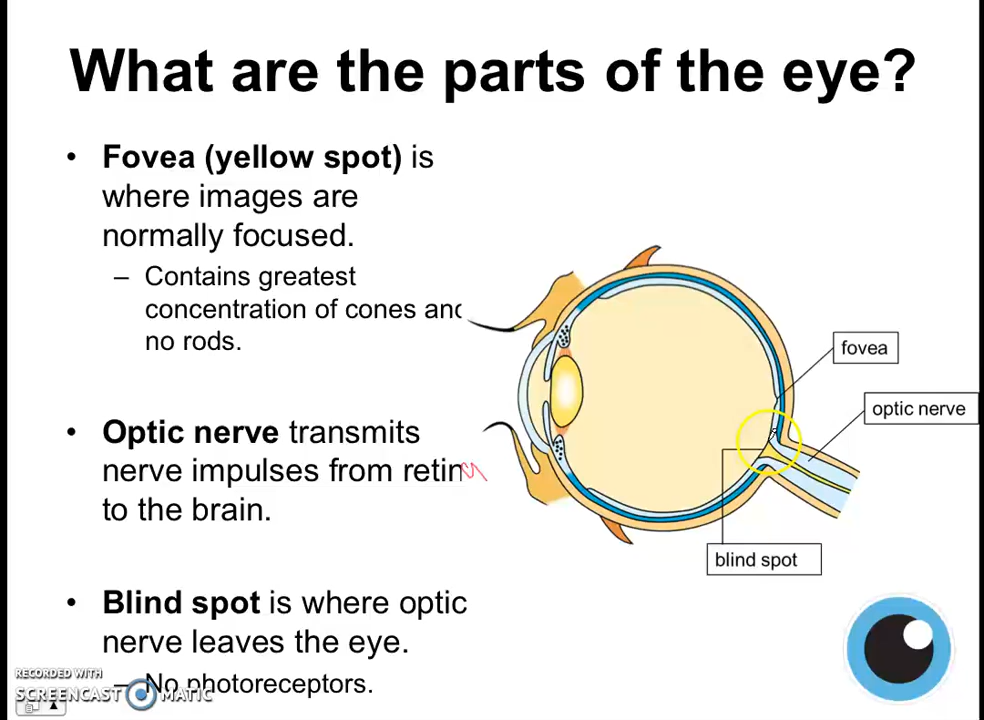 What are the parts of the eye?
• Fovea (yellow spot) is
where images are
normally focused.
– Contains greatest
concentration of cones and
no rods.
• Optic nerve transmits
nerve impulses from retina
to the brain.
• Blind spot is where optic
nerve leaves the eye.
– No photoreceptors.
fovea
optic nerve
blind spot
RECORDED WITH
SCREENCAST MATIC